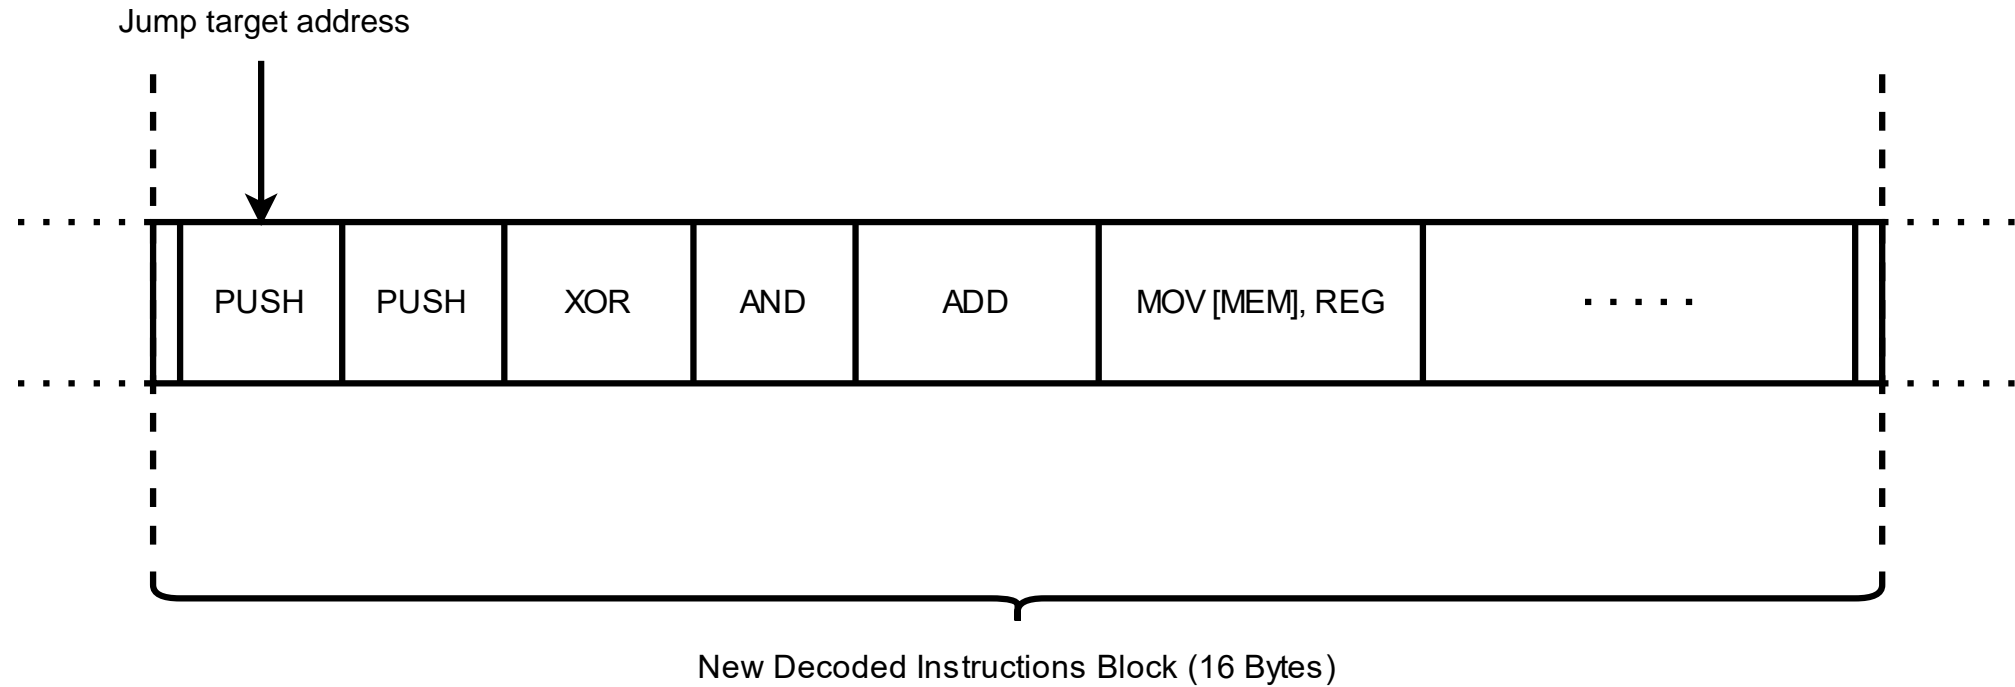 Jump target address
PUSH PUSH XOR AND ADD MOV [MEM], REG .....
New Decoded Instructions Block (16 Bytes)